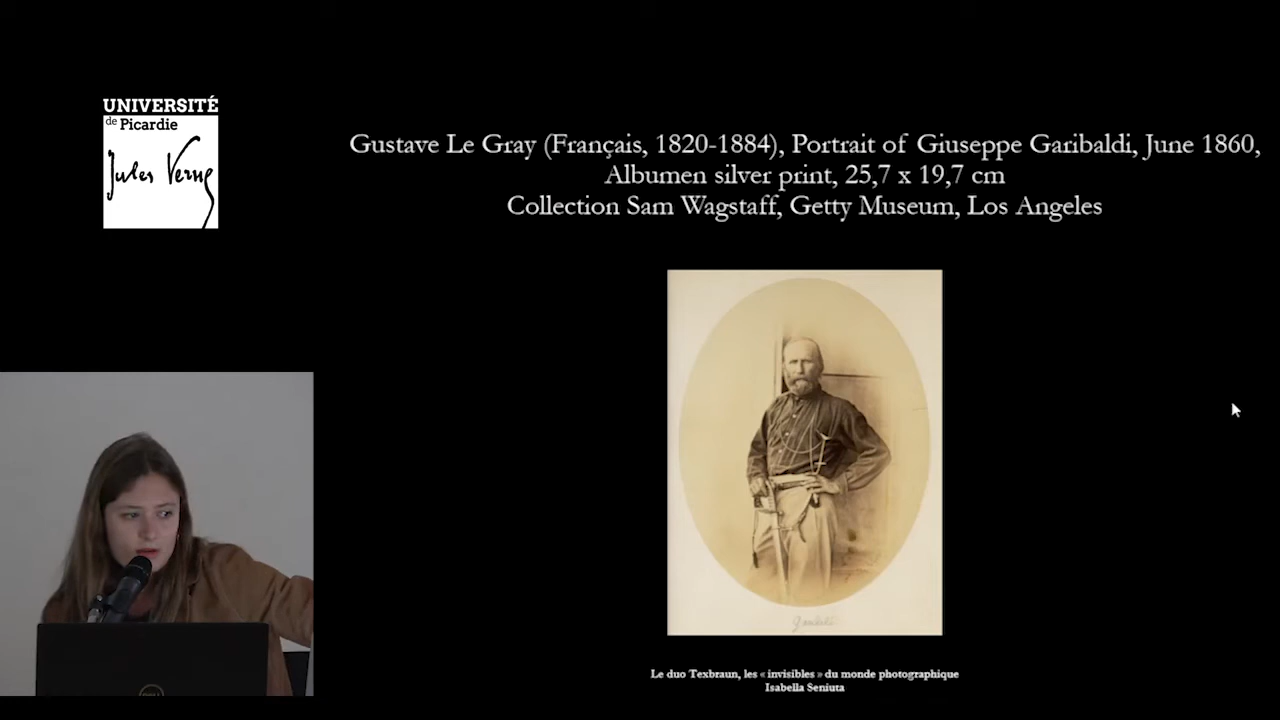 UNIVERSITÉ
de Picardie
Jules Verne
Gustave Le Gray (Français, 1820-1884), Portrait of Giuseppe Garibaldi, June 1860,
Albumen silver print, 25,7 x 19,7 cm
Collection Sam Wagstaff, Getty Museum, Los Angeles
Le duo Texbraun, les « invisibles » du monde photographique
Isabella Seniuta